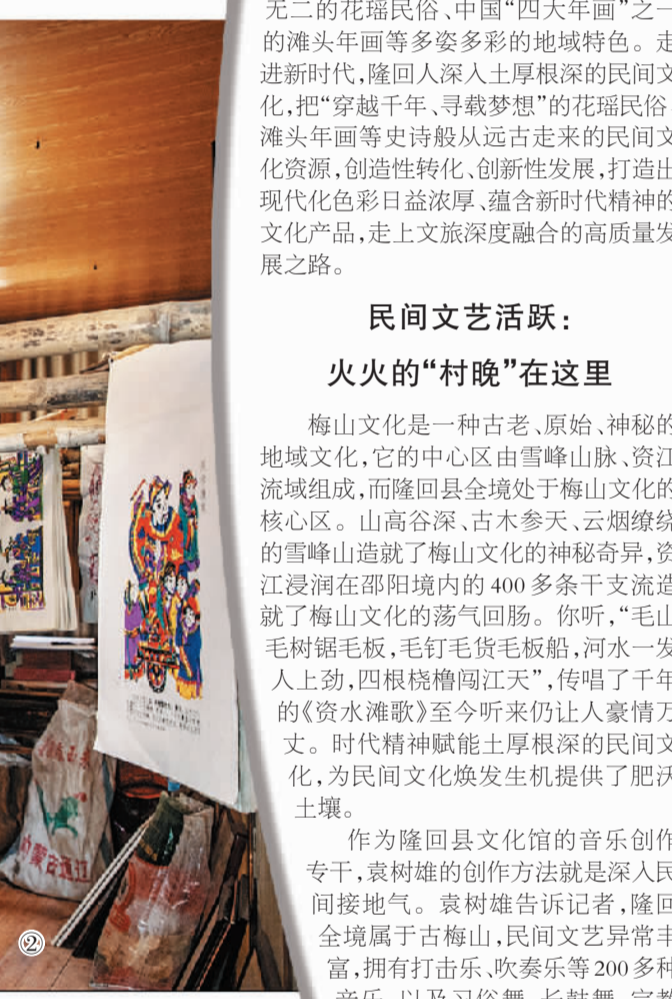 无二的花瑶民俗、中国“四大年画”之一
的滩头年画等多姿多彩的地域特色。走
进新时代,隆回人深入土厚根深的民间文
化,把“穿越千年、寻载梦想”的花瑶民俗
滩头年画等史诗般从远古走来的民间文
化资源,创造性转化、创新性发展,打造出
现代化色彩日益浓厚、蕴含新时代精神的
文化产品,走上文旅深度融合的高质量发
展之路。
民间文艺活跃:
火火的“村晚”在这里
梅山文化是一种古老、原始、神秘的
地域文化,它的中心区由雪峰山脉、资江
流域组成,而隆回县全境处于梅山文化的
核心区。山高谷深、古木参天、云烟缭绕
的雪峰山造就了梅山文化的神秘奇异,资
江浸润在邵阳境内的400多条干支流造
就了梅山文化的荡气回肠。你听,“毛山
毛树锯毛板,毛钉毛货毛板船,河水一发
人上劲,四根桡橹闯江天”,传唱了千年
的《资水滩歌》至今听来仍让人豪情万
丈。时代精神赋能土厚根深的民间文
化,为民间文化焕发生机提供了肥沃
土壤。
作为隆回县文化馆的音乐创作
专干,袁树雄的创作方法就是深入民
间接地气。袁树雄告诉记者,隆回
全境属于古梅山,民间文艺异常丰
富,拥有打击乐、吹奏乐等200多种
②
内蒙古通辽